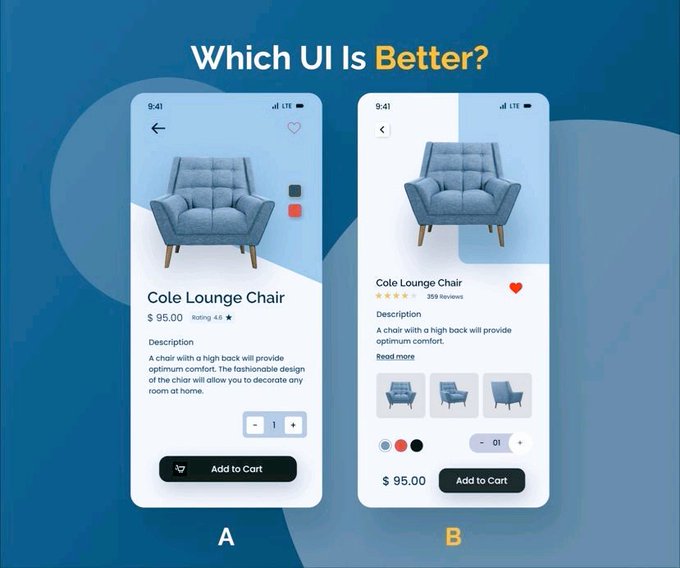 Which UI Is Better?
9:41
LTE
Cole Lounge Chair
$ 95.00
Rating 4.6 ★
Description
A chair wiith a high back will provide
optimum comfort. The fashionable design
of the chiar will allow you to decorate any
room at home.
- 1 +
Add to Cart
A
9:41
LTE
Cole Lounge Chair
359 Reviews
Description
A chair wiith a high back will provide
optimum comfort.
Read more
- 01 +
$ 95.00
Add to Cart
B